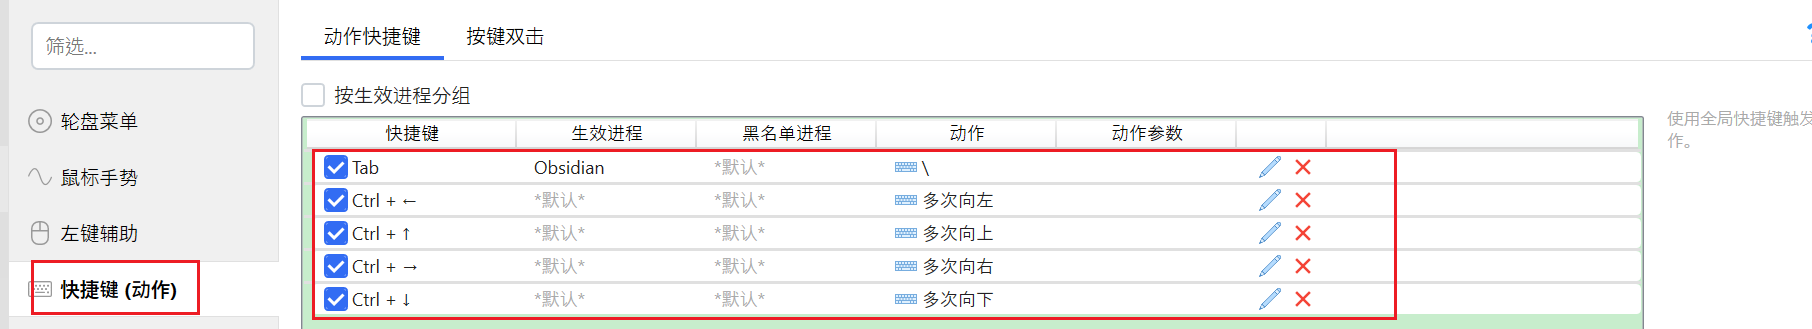 筛选...
轮盘菜单
鼠标手势
左键辅助
快捷键 (动作)
动作快捷键 按键双击
按生效进程分组
快捷键 生效进程 黑名单进程 动作 动作参数
Tab Obsidian *默认* \
Ctrl + ← *默认* *默认* 多次向左
Ctrl + ↑ *默认* *默认* 多次向上
Ctrl + → *默认* *默认* 多次向右
Ctrl + ↓ *默认* *默认* 多次向下
使用全局快捷键触发
作。